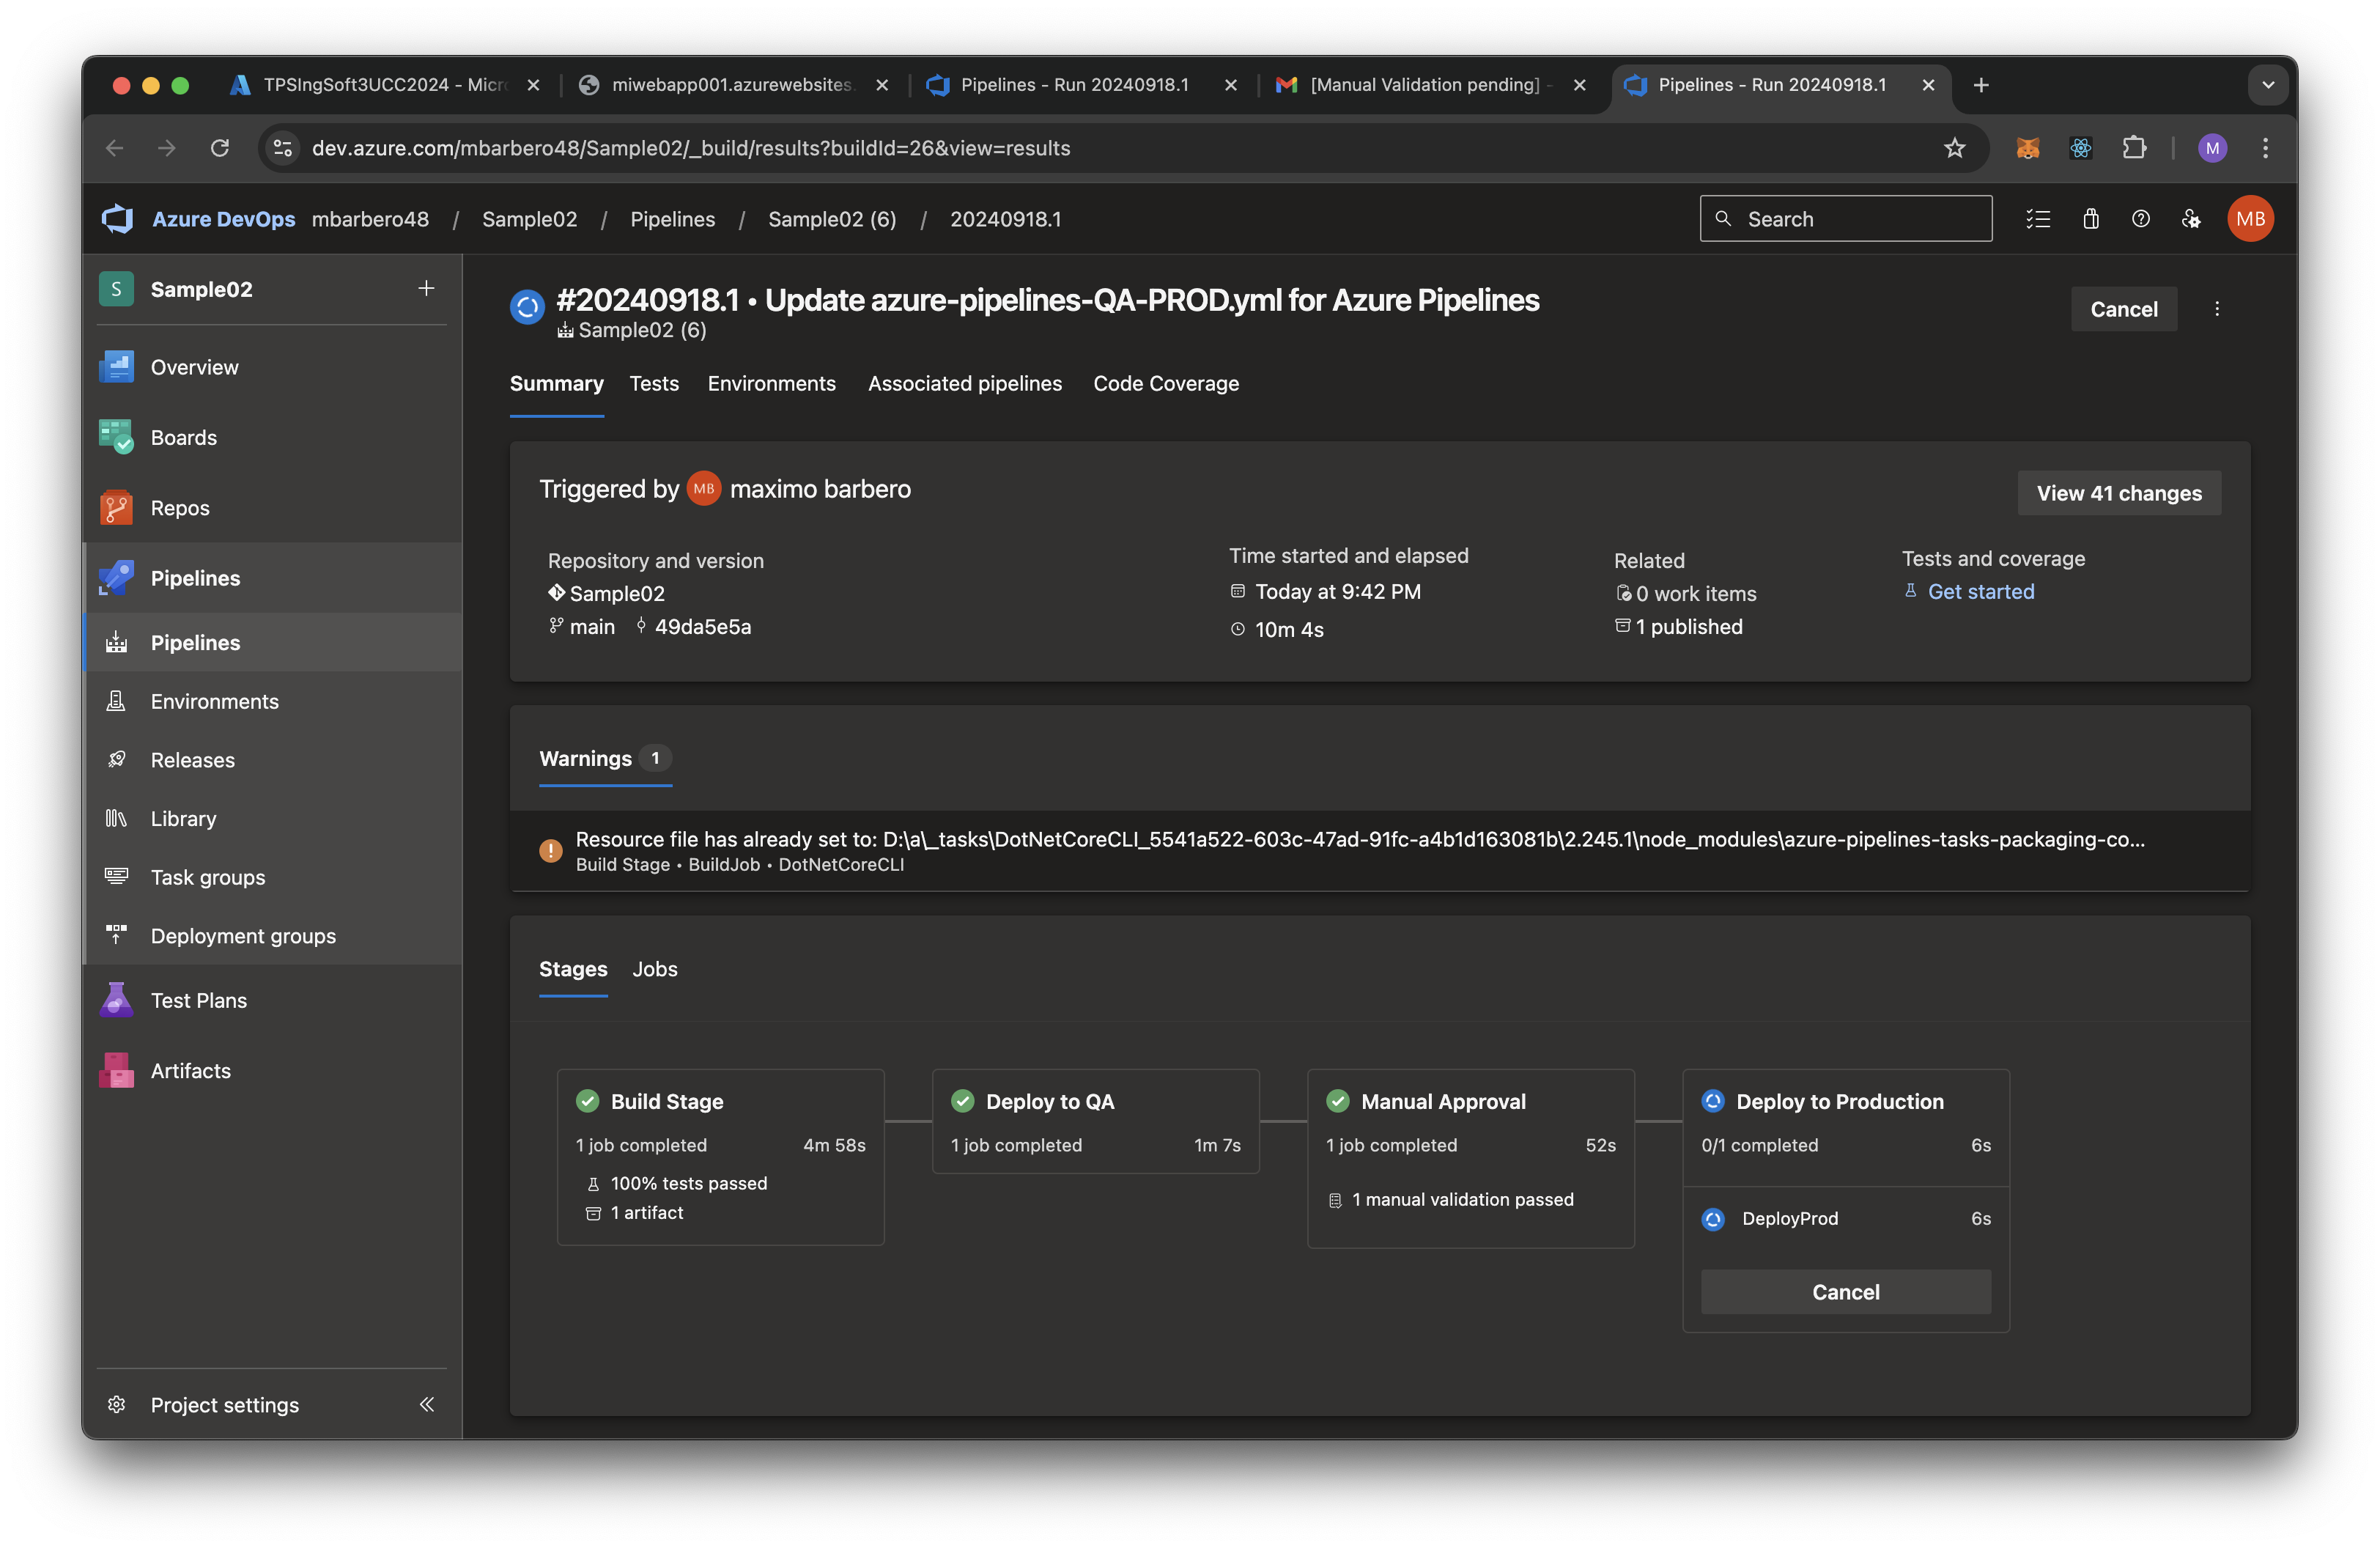 TPSIngSoft3UCC2024 - Micro
miwebapp001.azurewebsites.
Pipelines - Run 20240918.1
[Manual Validation pending] -
Pipelines - Run 20240918.1
dev.azure.com/mbarbero48/Sample02/_build/results?buildId=26&view=results
M
Azure DevOps mbarbero48 / Sample02 / Pipelines / Sample02 (6) / 20240918.1
Search
MB
S Sample02
Overview
Boards
Repos
Pipelines
Pipelines
Environments
Releases
Library
Task groups
Deployment groups
Test Plans
Artifacts
Project settings
#20240918.1 • Update azure-pipelines-QA-PROD.yml for Azure Pipelines
Sample02 (6)
Cancel
Summary Tests Environments Associated pipelines Code Coverage
Triggered by MB maximo barbero
View 41 changes
Repository and version
Sample02
main 49da5e5a
Time started and elapsed
Today at 9:42 PM
10m 4s
Related
0 work items
1 published
Tests and coverage
Get started
Warnings 1
Resource file has already set to: D:\a\_tasks\DotNetCoreCLI_5541a522-603c-47ad-91fc-a4b1d163081b\2.245.1\node_modules\azure-pipelines-tasks-packaging-co...
Build Stage • BuildJob • DotNetCoreCLI
Stages Jobs
Build Stage
1 job completed 4m 58s
100% tests passed
1 artifact
Deploy to QA
1 job completed 1m 7s
Manual Approval
1 job completed 52s
1 manual validation passed
Deploy to Production
0/1 completed 6s
DeployProd 6s
Cancel